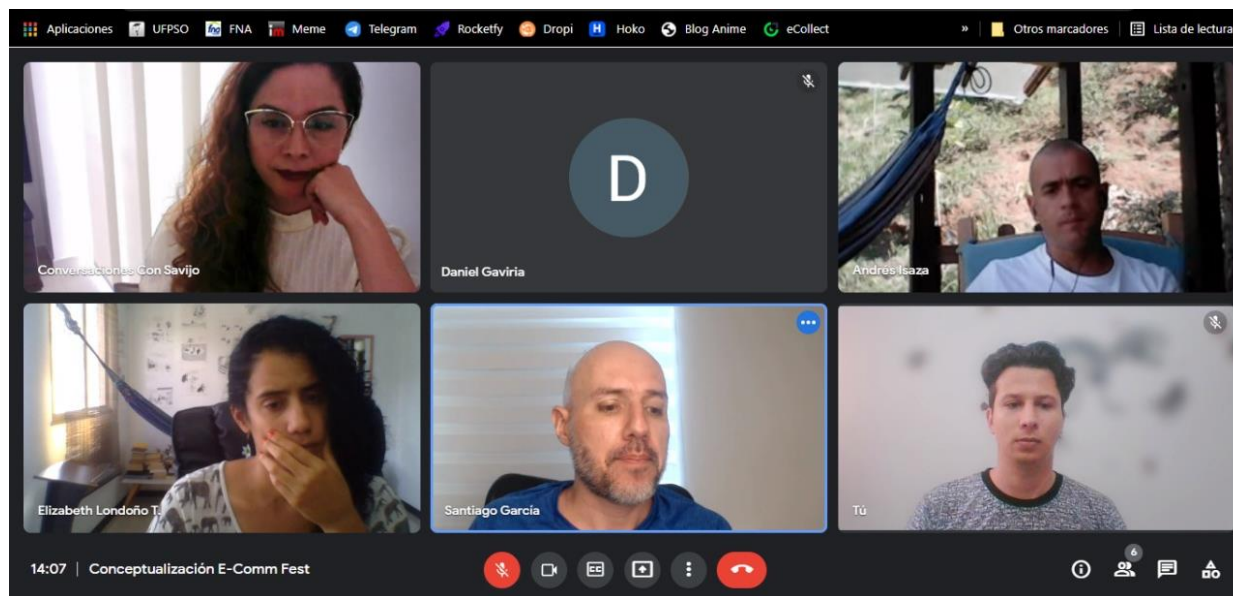 Aplicaciones UFPSO FNA Meme Telegram Rocketfy Dropi H Hoko Blog Anime eCollect » Otros marcadores Lista de lectura
Conversaciones Con Savijo
D
Daniel Gaviria
Andrés Isaza
Elizabeth Londoño T.
Santiago García
Tú
14:07 | Conceptualización E-Comm Fest
CC
6